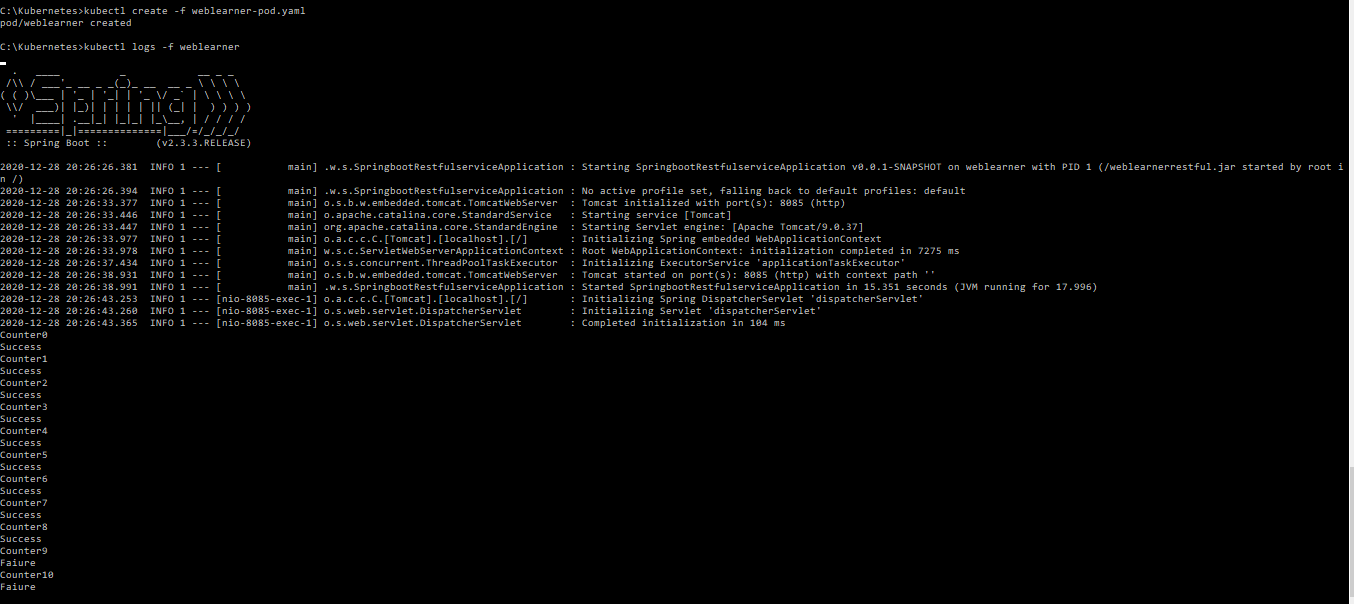 C:\Kubernetes>kubectl create -f weblearner-pod.yaml
pod/weblearner created
C:\Kubernetes>kubectl logs -f weblearner
  .   ____          _            __ _ _
 /\\ / ___'_ __ _ _(_)_ __  __ _ \ \ \ \
( ( )\___ | '_ | '_| | '_ \/ _` | \ \ \ \
 \\/  ___)| |_)| | | | | || (_| |  ) ) ) )
  '  |____| .__|_| |_|_| |_\__, | / / / /
 =========|_|==============|___/=/_/_/_/
 :: Spring Boot ::        (v2.3.3.RELEASE)
2020-12-28 20:26:26.381  INFO 1 --- [           main] .w.s.SpringbootRestfulserviceApplication : Starting SpringbootRestfulserviceApplication v0.0.1-SNAPSHOT on weblearner with PID 1 (/weblearnerrestful.jar started by root i
n /)
2020-12-28 20:26:26.394  INFO 1 --- [           main] .w.s.SpringbootRestfulserviceApplication : No active profile set, falling back to default profiles: default
2020-12-28 20:26:33.377  INFO 1 --- [           main] o.s.b.w.embedded.tomcat.TomcatWebServer  : Tomcat initialized with port(s): 8085 (http)
2020-12-28 20:26:33.446  INFO 1 --- [           main] o.apache.catalina.core.StandardService   : Starting service [Tomcat]
2020-12-28 20:26:33.447  INFO 1 --- [           main] org.apache.catalina.core.StandardEngine  : Starting Servlet engine: [Apache Tomcat/9.0.37]
2020-12-28 20:26:33.977  INFO 1 --- [           main] o.a.c.c.C.[Tomcat].[localhost].[/]       : Initializing Spring embedded WebApplicationContext
2020-12-28 20:26:33.978  INFO 1 --- [           main] w.s.c.ServletWebServerApplicationContext : Root WebApplicationContext: initialization completed in 7275 ms
2020-12-28 20:26:37.434  INFO 1 --- [           main] o.s.s.concurrent.ThreadPoolTaskExecutor  : Initializing ExecutorService 'applicationTaskExecutor'
2020-12-28 20:26:38.931  INFO 1 --- [           main] o.s.b.w.embedded.tomcat.TomcatWebServer  : Tomcat started on port(s): 8085 (http) with context path ''
2020-12-28 20:26:38.991  INFO 1 --- [           main] .w.s.SpringbootRestfulserviceApplication : Started SpringbootRestfulserviceApplication in 15.351 seconds (JVM running for 17.996)
2020-12-28 20:26:43.253  INFO 1 --- [nio-8085-exec-1] o.a.c.c.C.[Tomcat].[localhost].[/]       : Initializing Spring DispatcherServlet 'dispatcherServlet'
2020-12-28 20:26:43.260  INFO 1 --- [nio-8085-exec-1] o.s.web.servlet.DispatcherServlet        : Initializing Servlet 'dispatcherServlet'
2020-12-28 20:26:43.365  INFO 1 --- [nio-8085-exec-1] o.s.web.servlet.DispatcherServlet        : Completed initialization in 104 ms
Counter0
Success
Counter1
Success
Counter2
Success
Counter3
Success
Counter4
Success
Counter5
Success
Counter6
Success
Counter7
Success
Counter8
Success
Counter9
Faiure
Counter10
Faiure